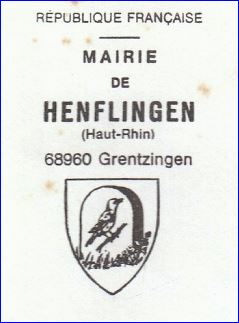 RÉPUBLIQUE FRANÇAISE
MAIRIE
DE
HENFLINGEN
(Haut-Rhin)
68960 Grentzingen